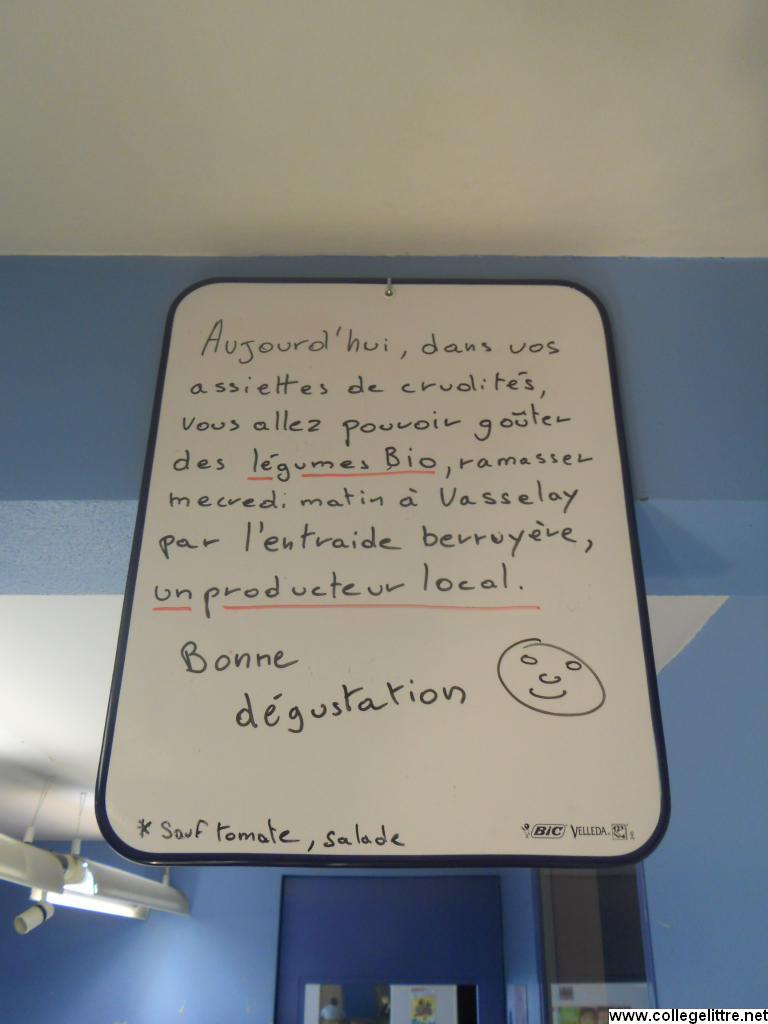 Aujourd'hui, dans vos
assiettes de crudités,
vous allez pouvoir goûter
des légumes Bio, ramasser
mecredi matin à Vasselay
par l'entraide berruyère,
un producteur local.
Bonne
dégustation
* Sauf tomate, salade
BIC VELLEDA
www.collegelittre.net